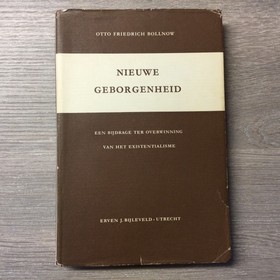 OTTO FRIEDRICH BOLLNOW
NIEUWE
GEBORGENHEID
EEN BIJDRAGE TER OVERWINNING
VAN HET EXISTENTIALISME
ERVEN J. BIJLEVELD - UTRECHT